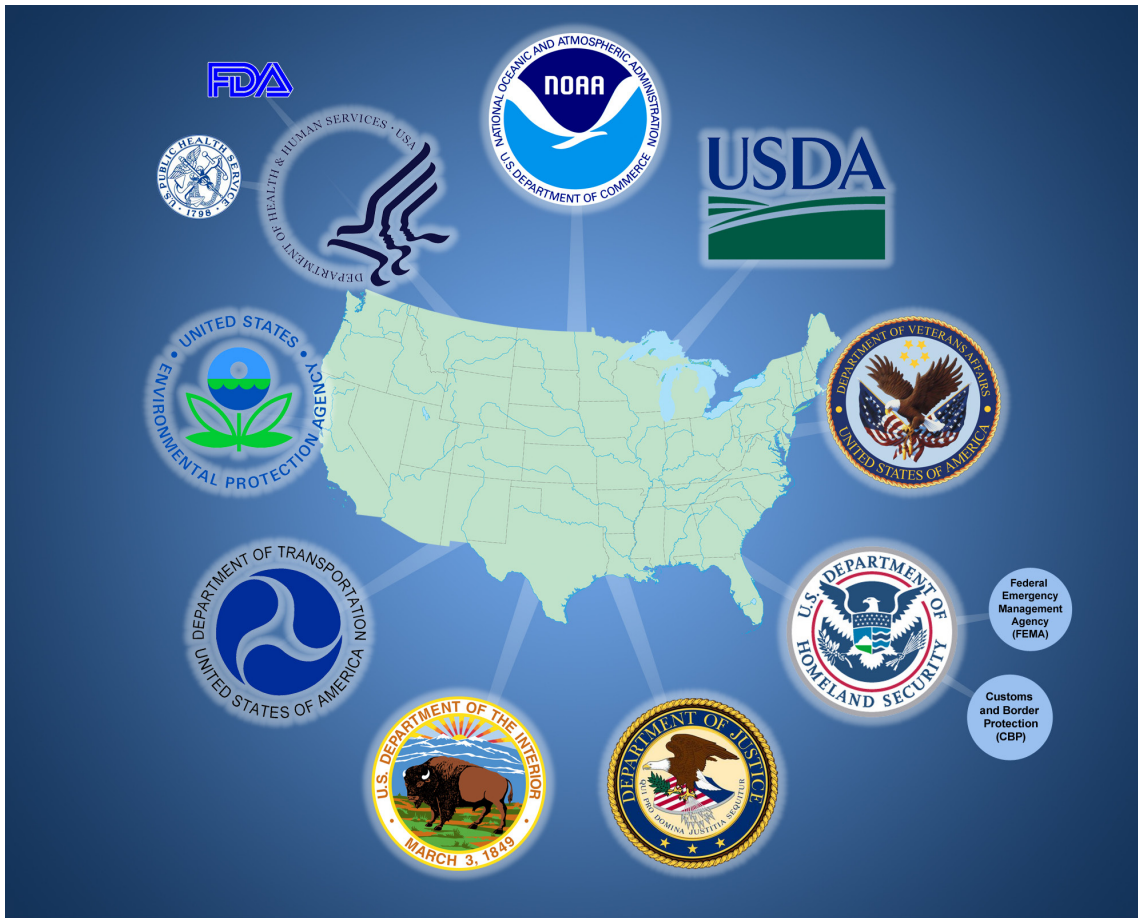 FDA
U.S. PUBLIC HEALTH SERVICE
• 1798 •
DEPARTMENT OF HEALTH & HUMAN SERVICES • USA
NATIONAL OCEANIC AND ATMOSPHERIC ADMINISTRATION
NOAA
U.S. DEPARTMENT OF COMMERCE
USDA
• UNITED STATES •
ENVIRONMENTAL PROTECTION AGENCY
DEPARTMENT OF VETERANS AFFAIRS
• UNITED STATES OF AMERICA •
DEPARTMENT OF TRANSPORTATION
UNITED STATES OF AMERICA
U.S. DEPARTMENT OF
HOMELAND SECURITY
Federal
Emergency
Management
Agency
(FEMA)
Customs
and Border
Protection
(CBP)
U.S. DEPARTMENT OF THE INTERIOR
• MARCH 3, 1849 •
DEPARTMENT OF JUSTICE
QUI PRO DOMINA JUSTITIA SEQUITUR